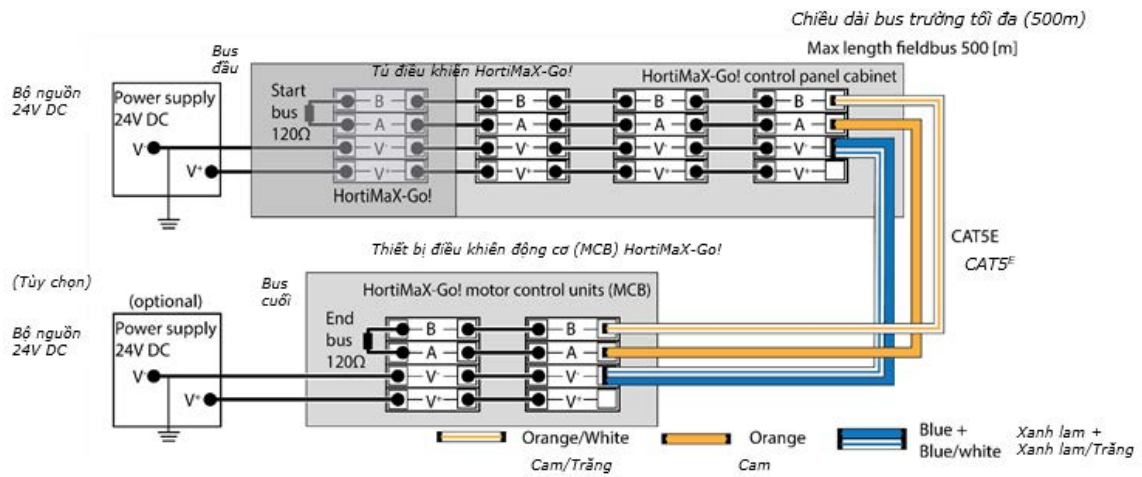 Chiều dài bus trường tối đa (500m)
Max length fieldbus 500 [m]
Bus
đầu
Tủ điều khiển HortiMaX-Go!
HortiMaX-Go! control panel cabinet
Bộ nguồn
24V DC
Power supply
24V DC
V-
V+
Start
bus
120Ω
B B B B
A A A A
V- V- V- V-
V+ V+ V+ V+
HortiMaX-Go!
CAT5E
CAT5E
Thiết bị điều khiển động cơ (MCB) HortiMaX-Go!
(Tùy chọn)
(optional)
Bus
cuối
HortiMaX-Go! motor control units (MCB)
Bộ nguồn
24V DC
Power supply
24V DC
V-
V+
End
bus
120Ω
B B
A A
V- V-
V+ V+
Orange/White
Cam/Trắng
Orange
Cam
Blue +
Blue/white
Xanh lam +
Xanh lam/Trắng